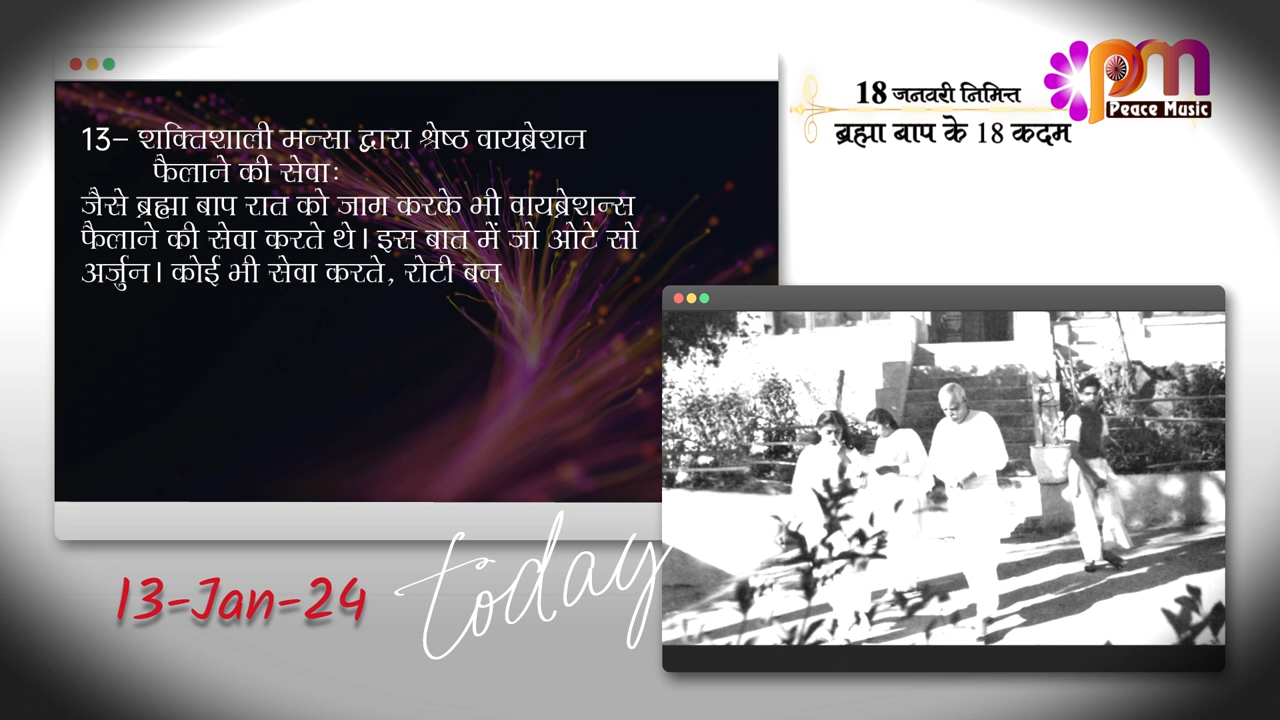 13- शक्तिशाली मन्सा द्वारा श्रेष्ठ वायब्रेशन
फैलाने की सेवा:
जैसे ब्रह्मा बाप रात को जाग करके भी वायब्रेशन्स
फैलाने की सेवा करते थे। इस बात में जो ओटे सो
अर्जुन। कोई भी सेवा करते, रोटी बन
18 जनवरी निमित्त
ब्रह्मा बाप के 18 कदम
pm
Peace Music
13-Jan-24
today